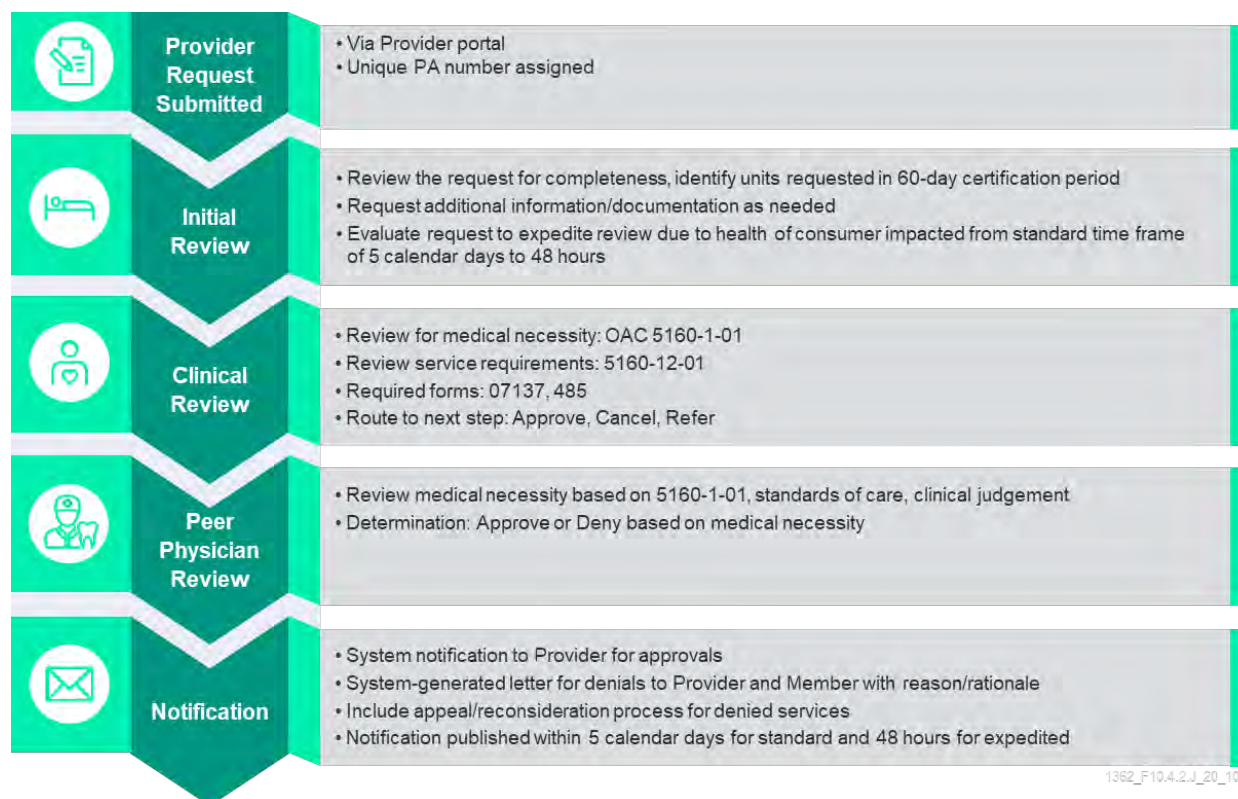 Provider
Request
Submitted
• Via Provider portal
• Unique PA number assigned
Initial
Review
• Review the request for completeness, identify units requested in 60-day certification period
• Request additional information/documentation as needed
• Evaluate request to expedite review due to health of consumer impacted from standard time frame
of 5 calendar days to 48 hours
Clinical
Review
• Review for medical necessity: OAC 5160-1-01
• Review service requirements: 5160-12-01
• Required forms: 07137, 485
• Route to next step: Approve, Cancel, Refer
Peer
Physician
Review
• Review medical necessity based on 5160-1-01, standards of care, clinical judgement
• Determination: Approve or Deny based on medical necessity
Notification
• System notification to Provider for approvals
• System-generated letter for denials to Provider and Member with reason/rationale
• Include appeal/reconsideration process for denied services
• Notification published within 5 calendar days for standard and 48 hours for expedited
1362_F10.4.2.J_20_10